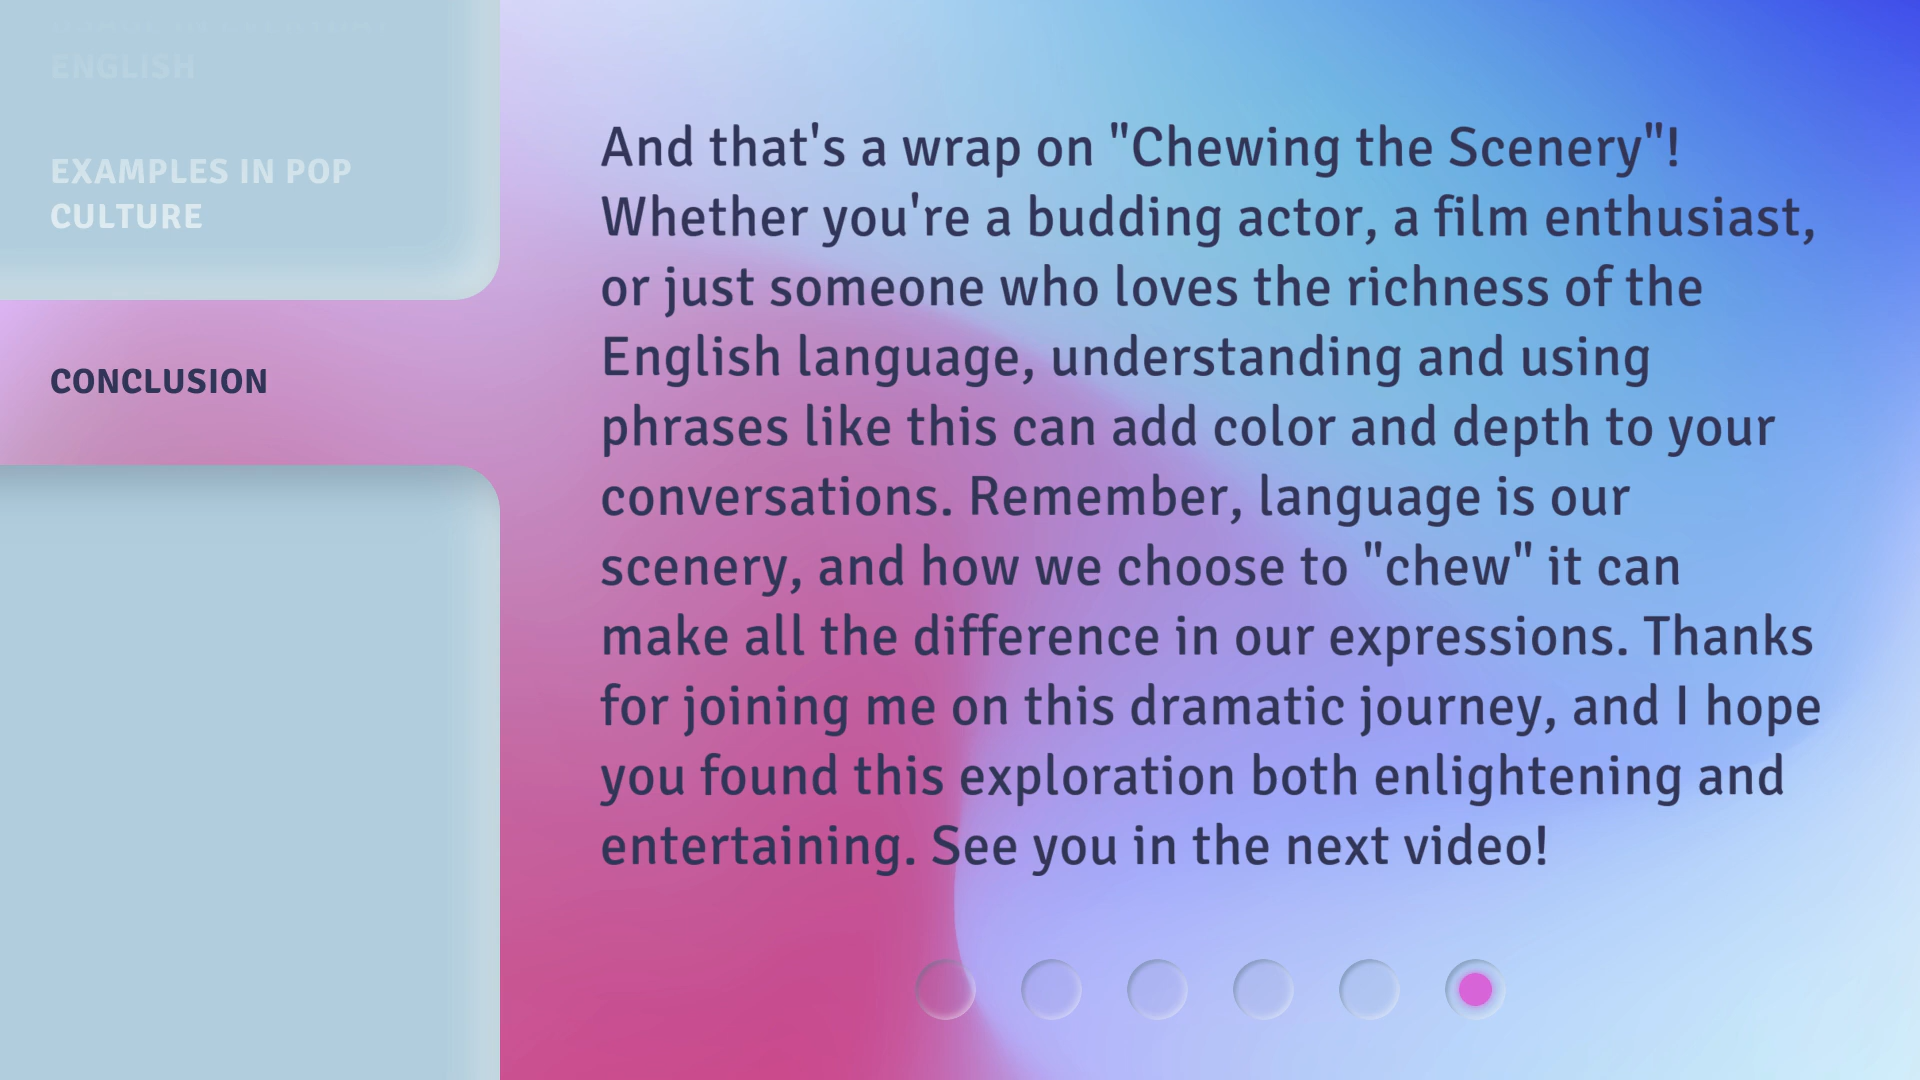 ENGLISH
EXAMPLES IN POP
CULTURE
CONCLUSION
And that's a wrap on "Chewing the Scenery"!
Whether you're a budding actor, a film enthusiast,
or just someone who loves the richness of the
English language, understanding and using
phrases like this can add color and depth to your
conversations. Remember, language is our
scenery, and how we choose to "chew" it can
make all the difference in our expressions. Thanks
for joining me on this dramatic journey, and I hope
you found this exploration both enlightening and
entertaining. See you in the next video!